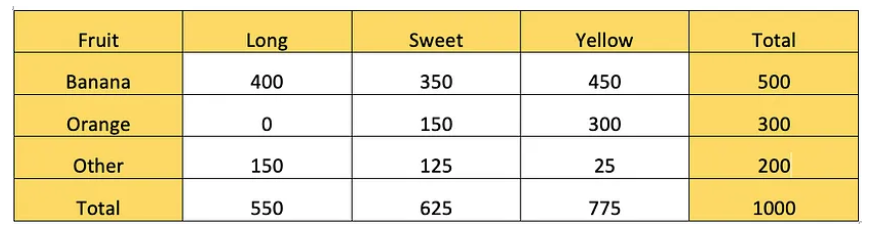 Fruit Long Sweet Yellow Total
Banana 400 350 450 500
Orange 0 150 300 300
Other 150 125 25 200
Total 550 625 775 1000